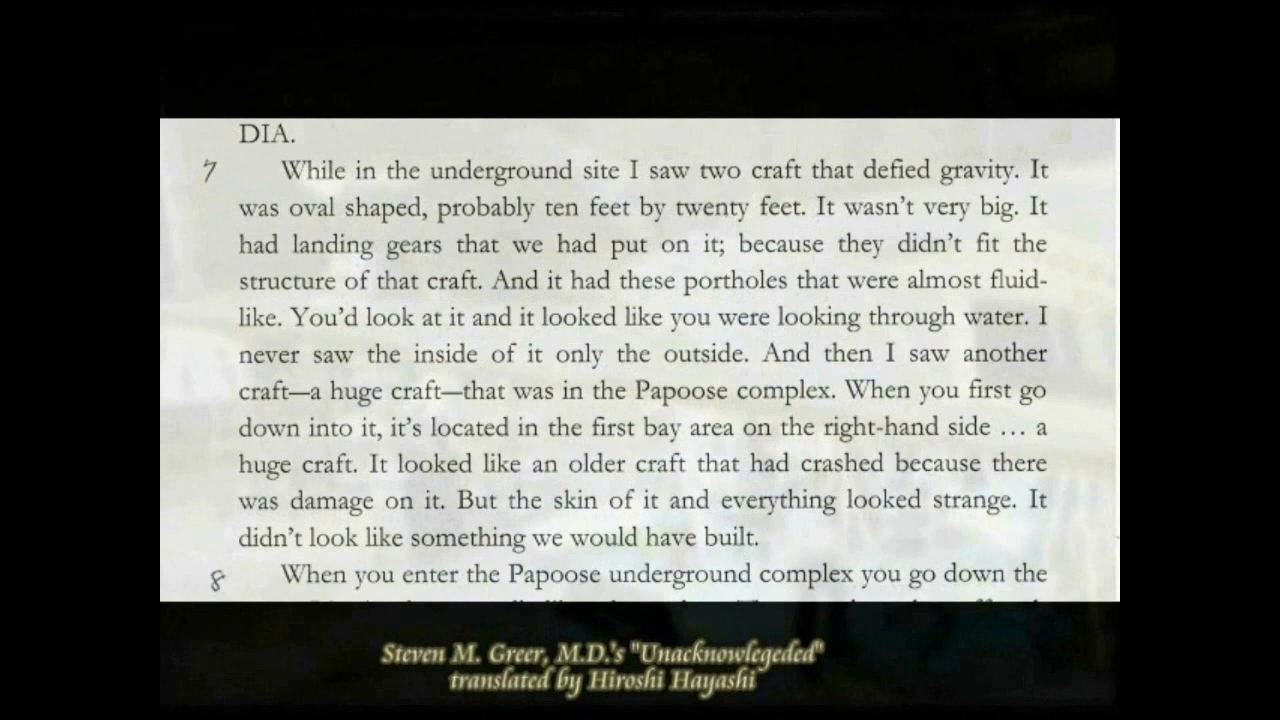 DIA.
7 While in the underground site I saw two craft that defied gravity. It
was oval shaped, probably ten feet by twenty feet. It wasn't very big. It
had landing gears that we had put on it; because they didn't fit the
structure of that craft. And it had these portholes that were almost fluid-
like. You'd look at it and it looked like you were looking through water. I
never saw the inside of it only the outside. And then I saw another
craft—a huge craft—that was in the Papoose complex. When you first go
down into it, it's located in the first bay area on the right-hand side … a
huge craft. It looked like an older craft that had crashed because there
was damage on it. But the skin of it and everything looked strange. It
didn't look like something we would have built.
8 When you enter the Papoose underground complex you go down the
Steven M. Greer, M.D.'s "Unacknowlegeded"
translated by Hiroshi Hayashi